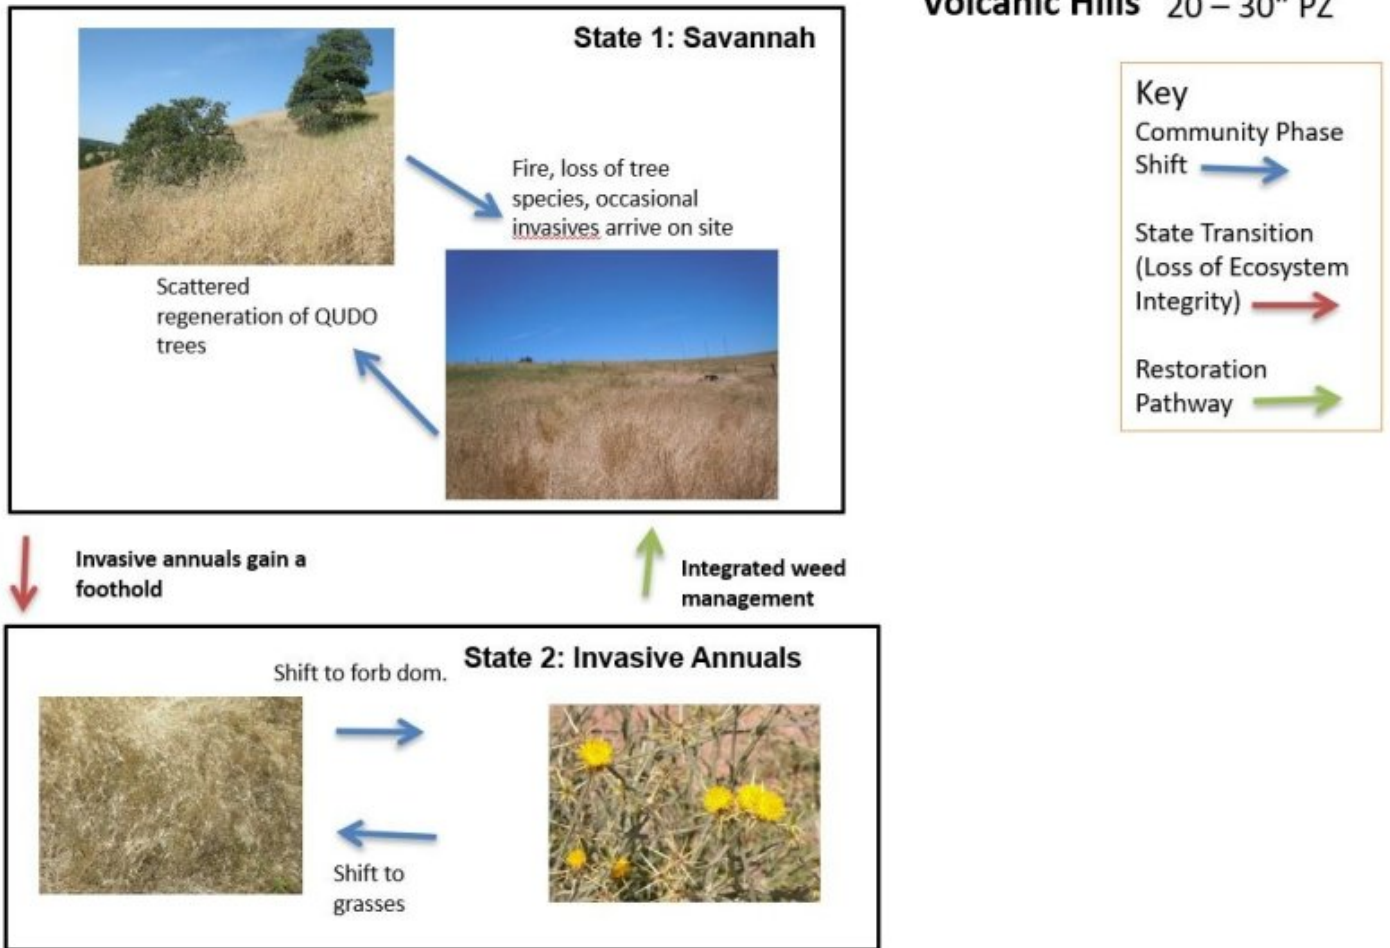 Volcanic Hills 20 – 30" PZ
State 1: Savannah
Fire, loss of tree
species, occasional
invasives arrive on site
Scattered
regeneration of QUDO
trees
Key
Community Phase
Shift
State Transition
(Loss of Ecosystem
Integrity)
Restoration
Pathway
Invasive annuals gain a
foothold
Integrated weed
management
State 2: Invasive Annuals
Shift to forb dom.
Shift to
grasses